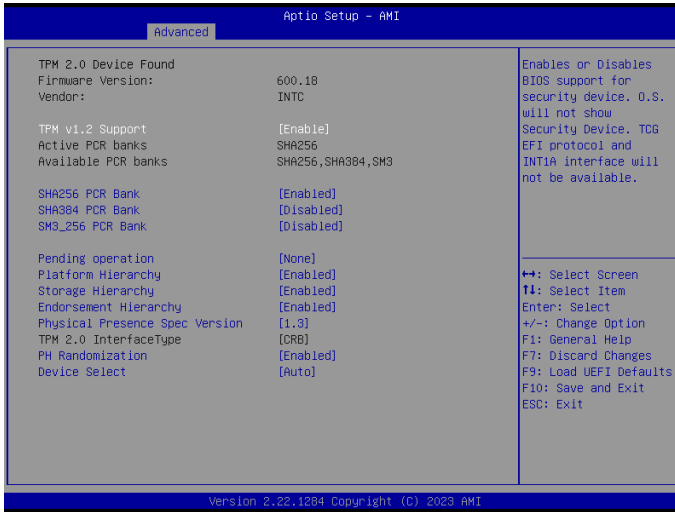 Aptio Setup – AMI
Advanced
TPM 2.0 Device Found
Firmware Version: 600.18
Vendor: INTC
TPM v1.2 Support [Enable]
Active PCR banks SHA256
Available PCR banks SHA256,SHA384,SM3
SHA256 PCR Bank [Enabled]
SHA384 PCR Bank [Disabled]
SM3_256 PCR Bank [Disabled]
Pending operation [None]
Platform Hierarchy [Enabled]
Storage Hierarchy [Enabled]
Endorsement Hierarchy [Enabled]
Physical Presence Spec Version [1.3]
TPM 2.0 InterfaceType [CRB]
PH Randomization [Enabled]
Device Select [Auto]
Enables or Disables
BIOS support for
security device. O.S.
will not show
Security Device. TCG
EFI protocol and
INT1A interface will
not be available.
↔: Select Screen
↑↓: Select Item
Enter: Select
+/-: Change Option
F1: General Help
F7: Discard Changes
F9: Load UEFI Defaults
F10: Save and Exit
ESC: Exit
Version 2.22.1284 Copyright (C) 2023 AMI